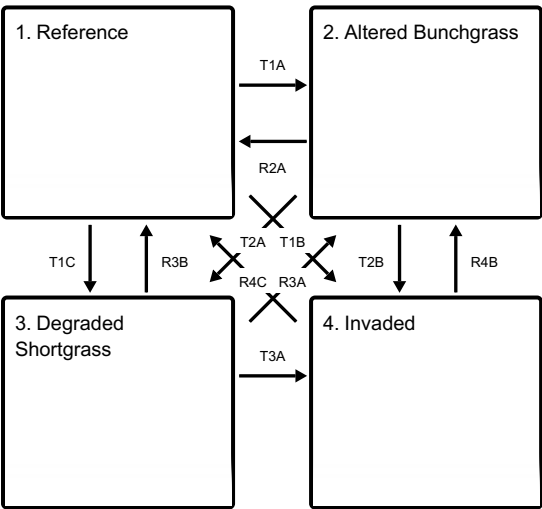 1. Reference
2. Altered Bunchgrass
T1A
R2A
T2A
T1B
T1C
R3B
T2B
R4B
R4C
R3A
3. Degraded
Shortgrass
4. Invaded
T3A